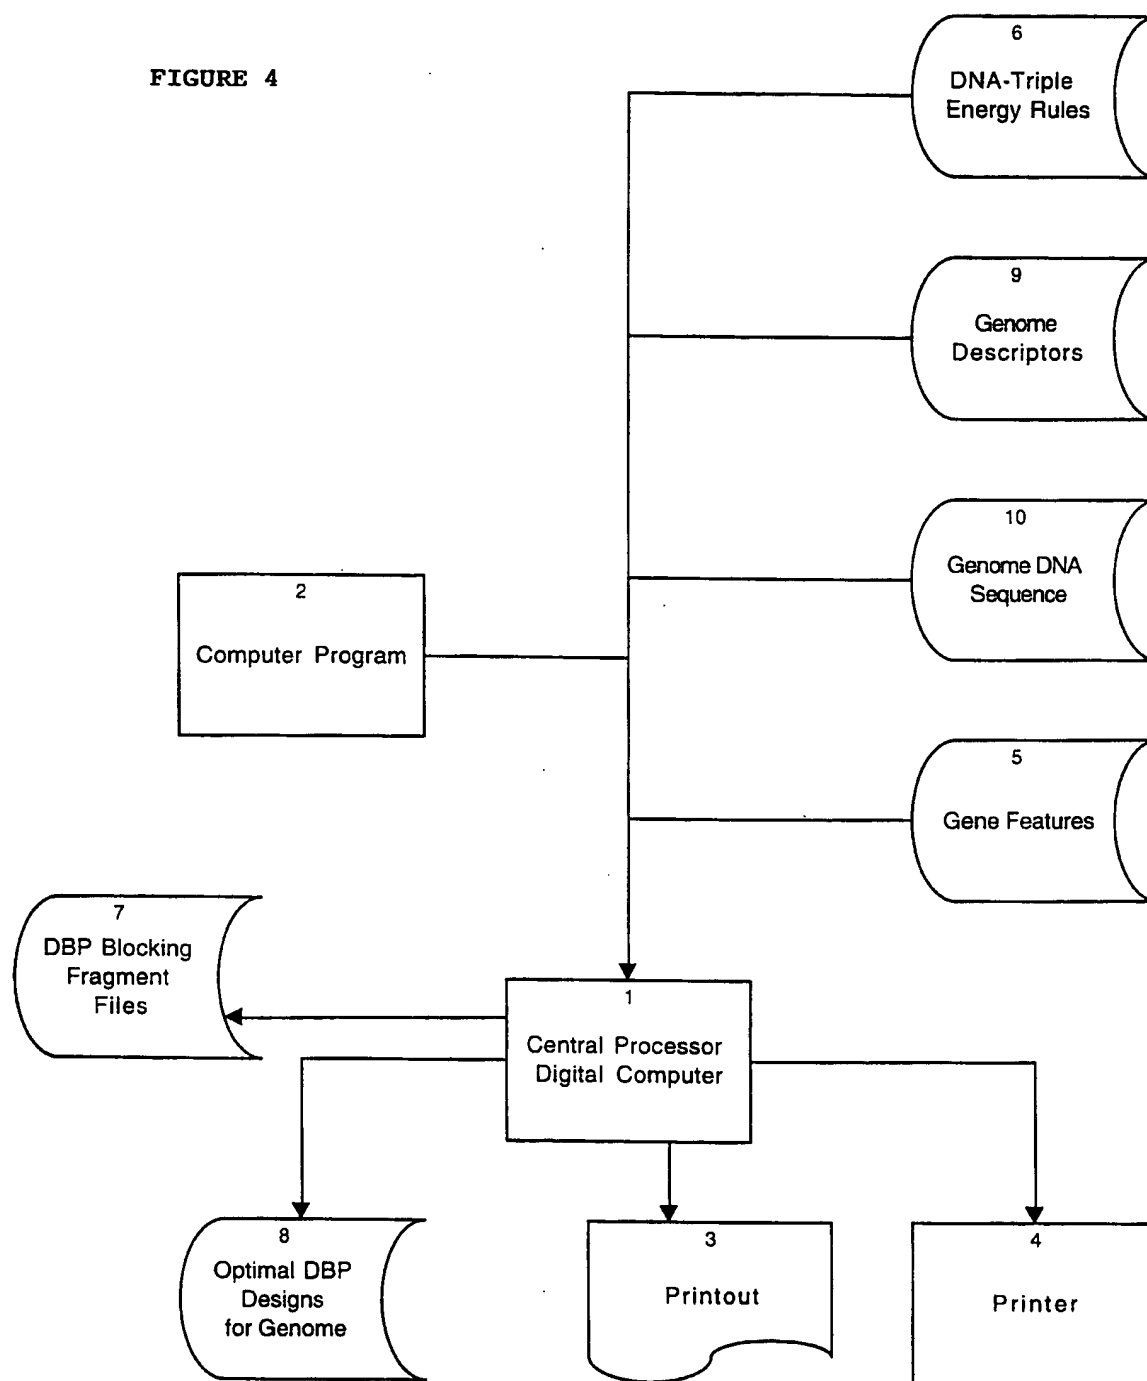 FIGURE 4
6
DNA-Triple
Energy Rules
9
Genome
Descriptors
10
Genome DNA
Sequence
2
Computer Program
5
Gene Features
7
DBP Blocking
Fragment
Files
1
Central Processor
Digital Computer
8
Optimal DBP
Designs
for Genome
3
Printout
4
Printer